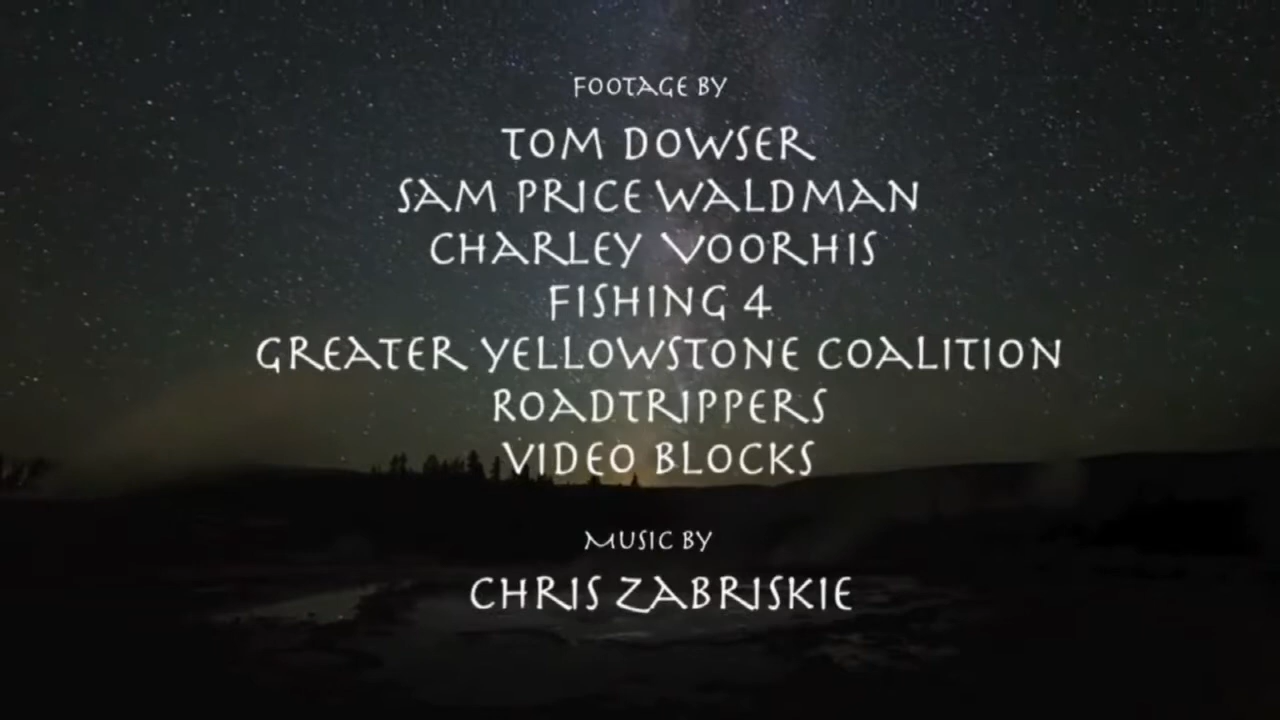 FOOTAGE BY
TOM DOWSER
SAM PRICE WALDMAN
CHARLEY VOORHIS
FISHING 4
GREATER YELLOWSTONE COALITION
ROADTRIPPERS
VIDEO BLOCKS
MUSIC BY
CHRIS ZABRISKIE